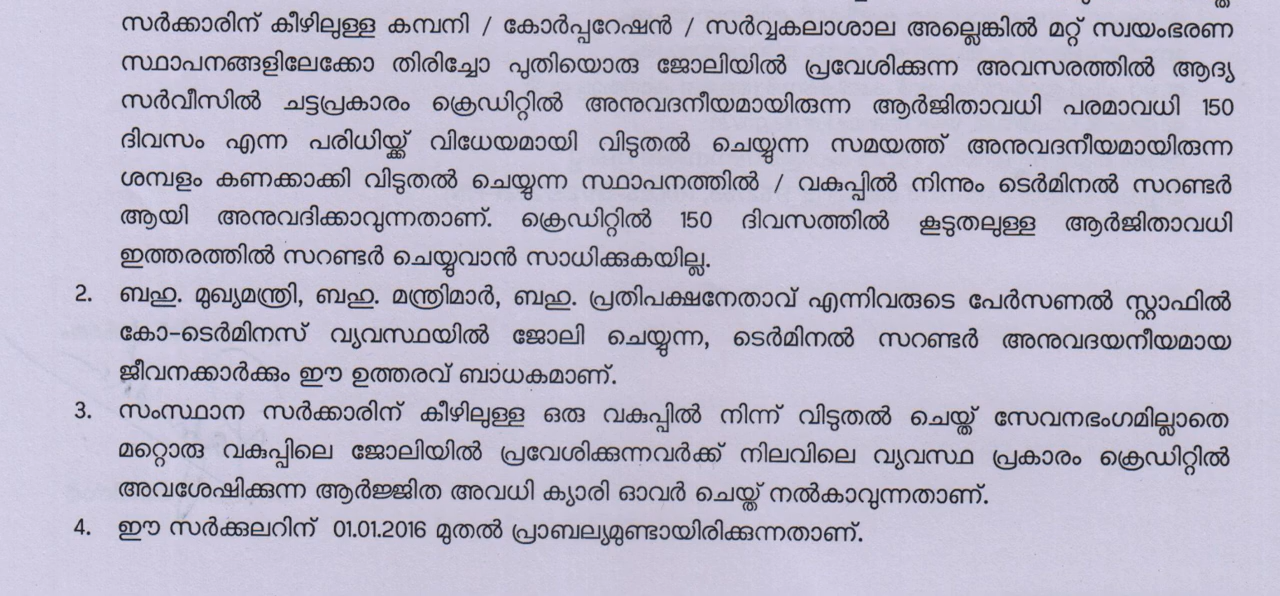 സർക്കാരിന് കീഴിലുള്ള കമ്പനി / കോർപ്പറേഷൻ / സർവ്വകലാശാല അല്ലെങ്കിൽ മറ്റ് സ്വയംഭരണ
സ്ഥാപനങ്ങളിലേക്കോ തിരിച്ചോ പുതിയൊരു ജോലിയിൽ പ്രവേശിക്കുന്ന അവസരത്തിൽ ആദ്യ
സർവീസിൽ ചട്ടപ്രകാരം ക്രെഡിറ്റിൽ അനുവദനീയമായിരുന്ന ആർജിതാവധി പരമാവധി 150
ദിവസം എന്ന പരിധിയ്ക്ക് വിധേയമായി വിടുതൽ ചെയ്യുന്ന സമയത്ത് അനുവദനീയമായിരുന്ന
ശമ്പളം കണക്കാക്കി വിടുതൽ ചെയ്യുന്ന സ്ഥാപനത്തിൽ / വകുപ്പിൽ നിന്നും ടെർമിനൽ സറണ്ടർ
ആയി അനുവദിക്കാവുന്നതാണ്. ക്രെഡിറ്റിൽ 150 ദിവസത്തിൽ കൂടുതലുള്ള ആർജിതാവധി
ഇത്തരത്തിൽ സറണ്ടർ ചെയ്യുവാൻ സാധിക്കുകയില്ല.
2. ബഹു. മുഖ്യമന്ത്രി, ബഹു. മന്ത്രിമാർ, ബഹു. പ്രതിപക്ഷനേതാവ് എന്നിവരുടെ പേർസണൽ സ്റ്റാഫിൽ
കോ-ടെർമിനസ് വ്യവസ്ഥയിൽ ജോലി ചെയ്യുന്ന, ടെർമിനൽ സറണ്ടർ അനുവദയനീയമായ
ജീവനക്കാർക്കും ഈ ഉത്തരവ് ബാധകമാണ്.
3. സംസ്ഥാന സർക്കാരിന് കീഴിലുള്ള ഒരു വകുപ്പിൽ നിന്ന് വിടുതൽ ചെയ്ത് സേവനഭംഗമില്ലാതെ
മറ്റൊരു വകുപ്പിലെ ജോലിയിൽ പ്രവേശിക്കുന്നവർക്ക് നിലവിലെ വ്യവസ്ഥ പ്രകാരം ക്രെഡിറ്റിൽ
അവശേഷിക്കുന്ന ആർജ്ജിത അവധി ക്യാരി ഓവർ ചെയ്ത് നൽകാവുന്നതാണ്.
4. ഈ സർക്കുലറിന് 01.01.2016 മുതൽ പ്രാബല്യമുണ്ടായിരിക്കുന്നതാണ്.